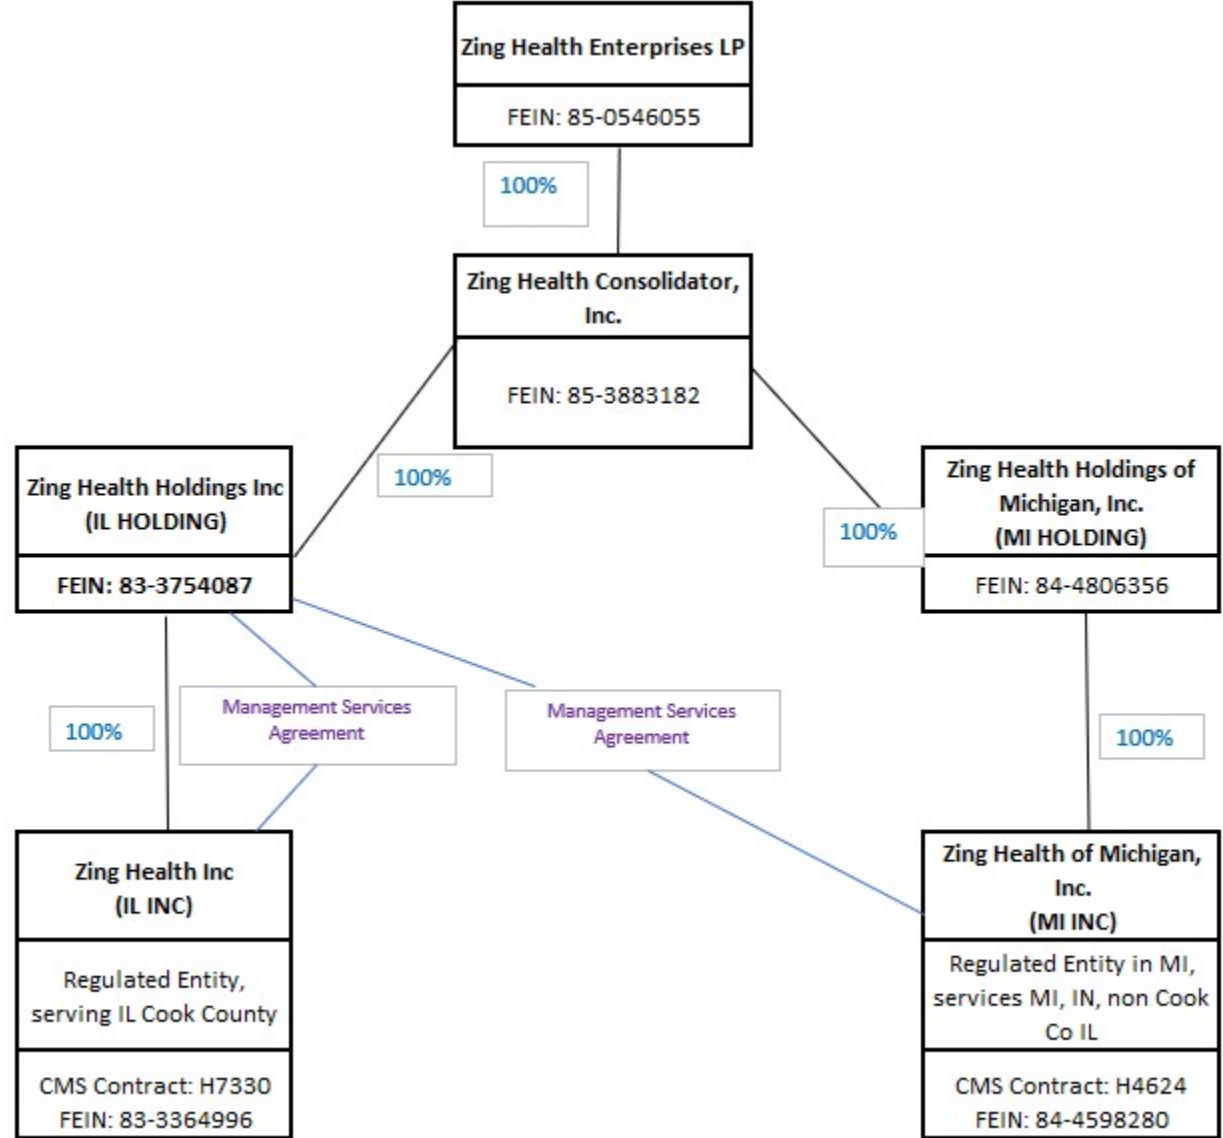 Zing Health Enterprises LP
FEIN: 85-0546055
100%
Zing Health Consolidator,
Inc.
FEIN: 85-3883182
100%
100%
Zing Health Holdings Inc
(IL HOLDING)
FEIN: 83-3754087
Zing Health Holdings of
Michigan, Inc.
(MI HOLDING)
FEIN: 84-4806356
100%
Management Services
Agreement
Management Services
Agreement
100%
Zing Health Inc
(IL INC)
Regulated Entity,
serving IL Cook County
CMS Contract: H7330
FEIN: 83-3364996
Zing Health of Michigan,
Inc.
(MI INC)
Regulated Entity in MI,
services MI, IN, non Cook
Co IL
CMS Contract: H4624
FEIN: 84-4598280